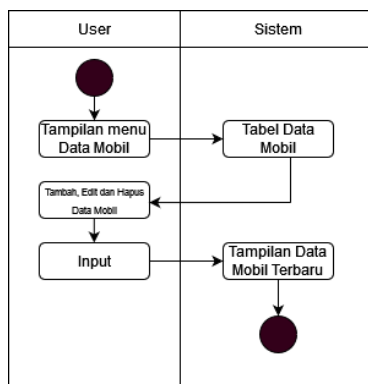 User
Sistem
Tampilan menu
Data Mobil
Tabel Data
Mobil
Tambah, Edit dan Hapus
Data Mobil
Input
Tampilan Data
Mobil Terbaru